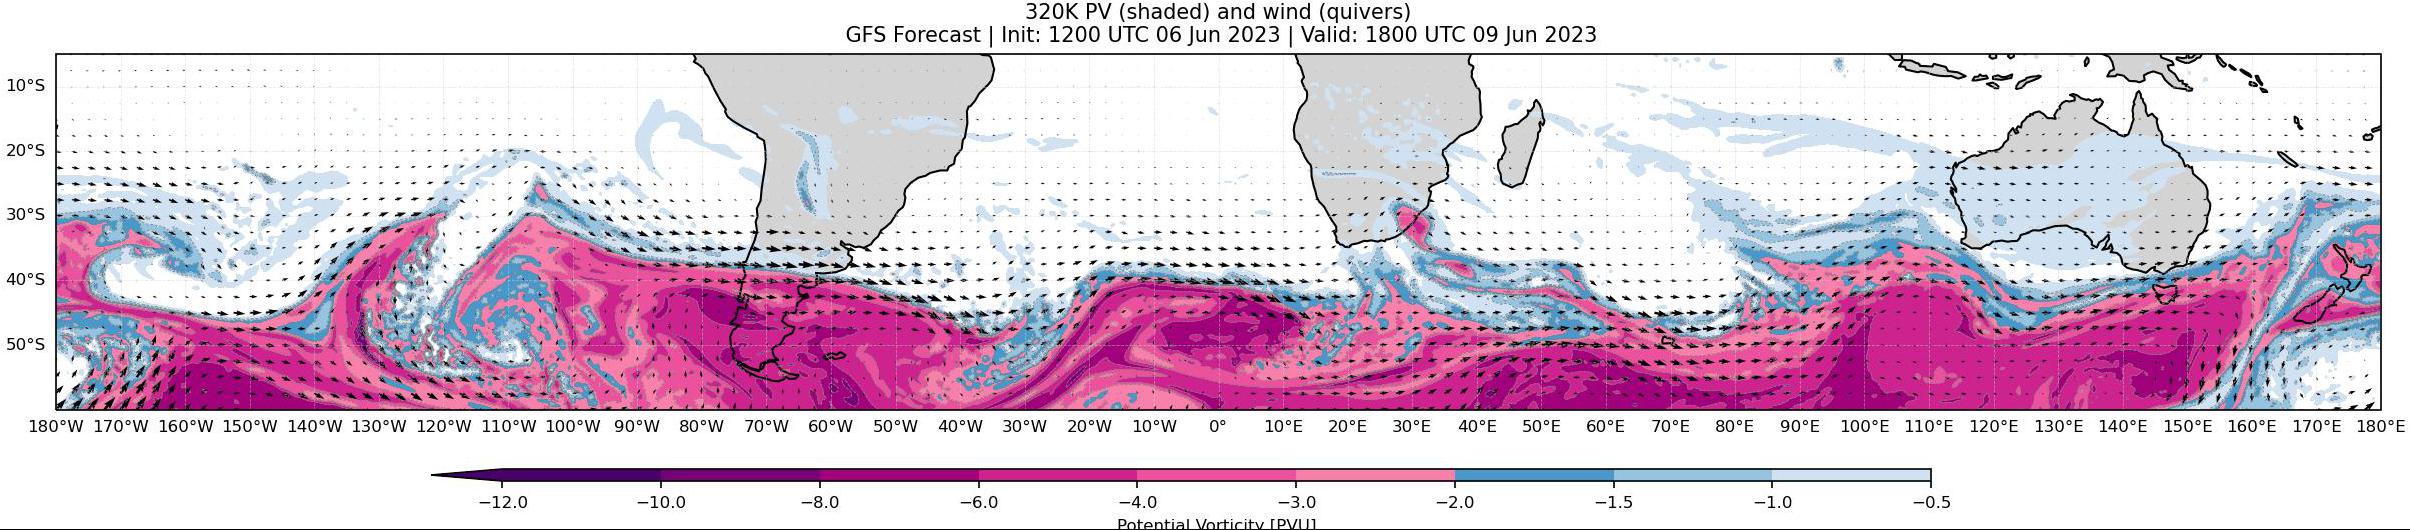 320K PV (shaded) and wind (quivers)
GFS Forecast | Init: 1200 UTC 06 Jun 2023 | Valid: 1800 UTC 09 Jun 2023
10°S
20°S
30°S
40°S
50°S
180°W 170°W 160°W 150°W 140°W 130°W 120°W 110°W 100°W 90°W 80°W 70°W 60°W 50°W 40°W 30°W 20°W 10°W 0° 10°E 20°E 30°E 40°E 50°E 60°E 70°E 80°E 90°E 100°E 110°E 120°E 130°E 140°E 150°E 160°E 170°E 180°E
−12.0 −10.0 −8.0 −6.0 −4.0 −3.0 −2.0 −1.5 −1.0 −0.5
Potential Vorticity [PVU]